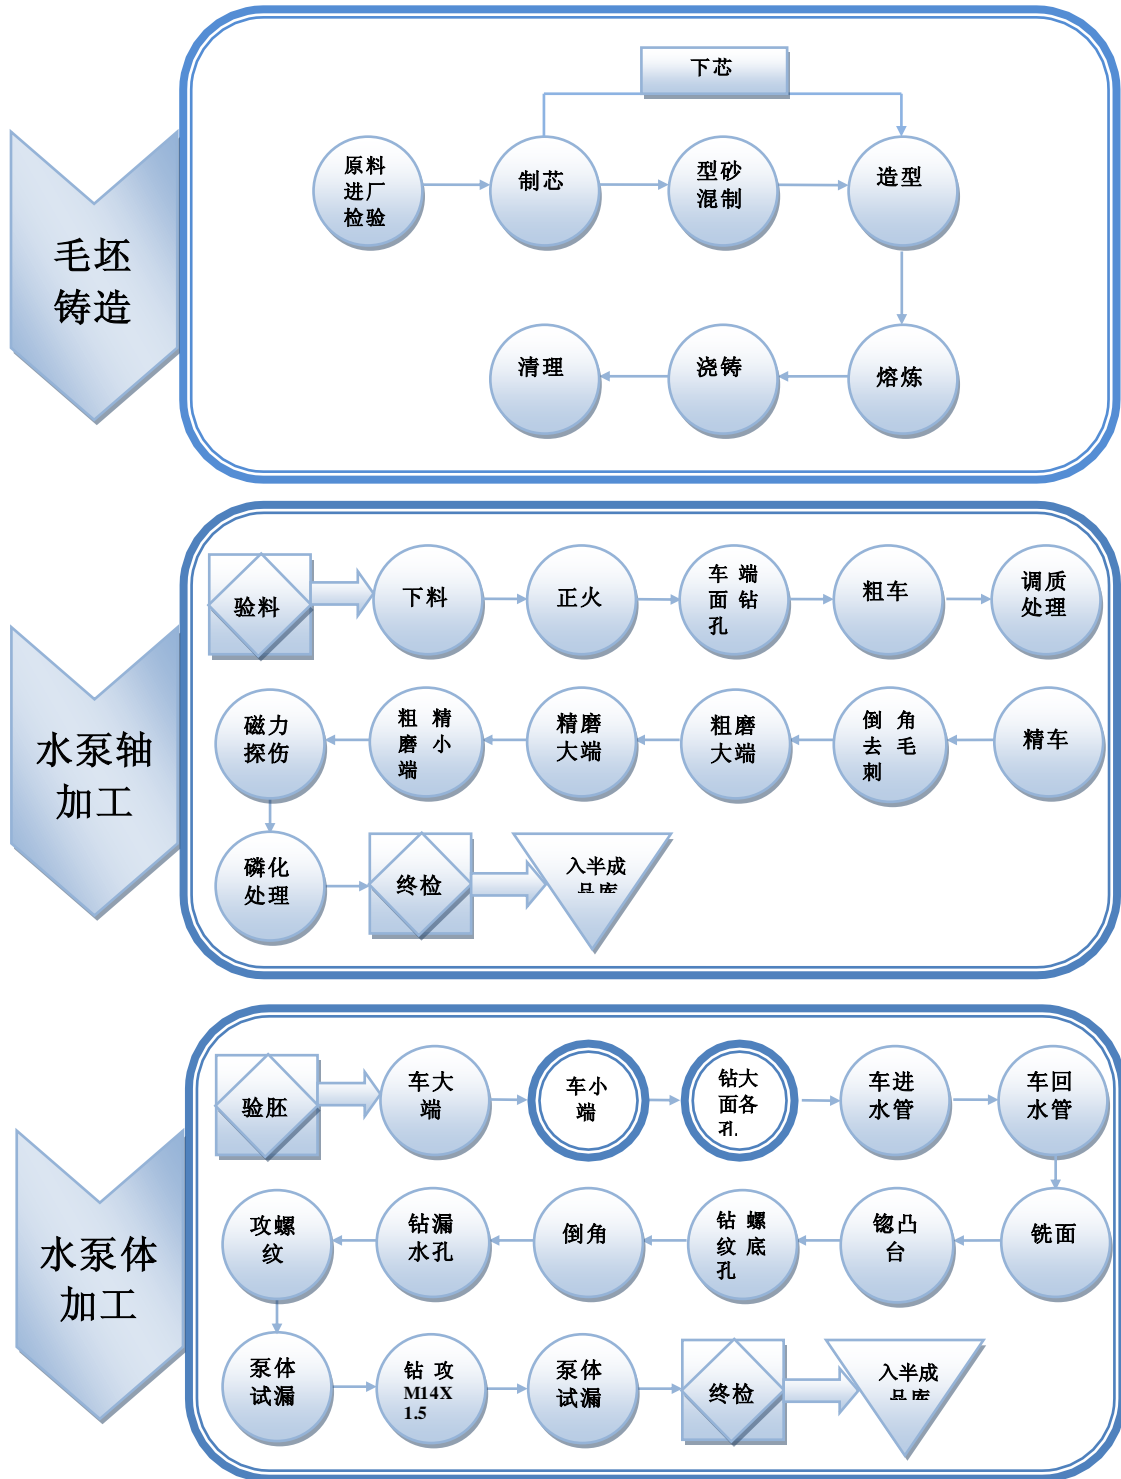 下芯
原料
进厂
检验
制芯
型砂
混制
造型
毛坯
铸造
清理
浇铸
熔炼
验料
下料
正火
车 端
面 钻
孔
粗车
调质
处理
水泵轴
加工
磁力
探伤
粗 精
磨 小
端
精磨
大端
粗磨
大端
倒 角
去 毛
刺
精车
磷化
处理
终检
入半成
品库
验胚
车大
端
车小
端
钻大
面各
孔
车进
水管
车回
水管
水泵体
加工
攻螺
纹
钻漏
水孔
倒角
钻 螺
纹 底
孔
锪凸
台
铣面
泵体
试漏
钻 攻
M14X
1.5
泵体
试漏
终检
入半成
品库